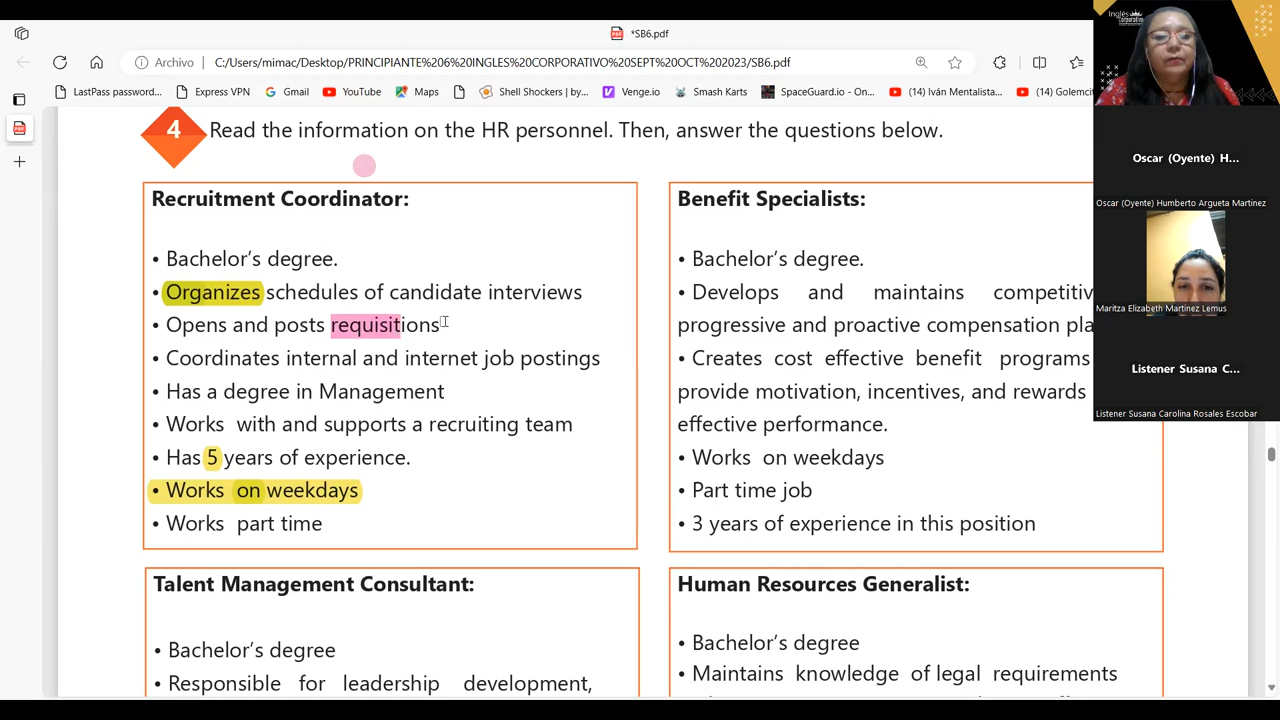 *SB6.pdf
Archivo
C:/Users/mimac/Desktop/PRINCIPIANTE%206%20INGLES%20CORPORATIVO%20SEPT%20OCT%202023/SB6.pdf
LastPass password...
Express VPN
Gmail
YouTube
Maps
Shell Shockers | by...
Venge.io
Smash Karts
SpaceGuard.io - On...
(14) Iván Mentalista...
(14) Golemcit
4 Read the information on the HR personnel. Then, answer the questions below.
Recruitment Coordinator:
• Bachelor's degree.
• Organizes schedules of candidate interviews
• Opens and posts requisitions
• Coordinates internal and internet job postings
• Has a degree in Management
• Works with and supports a recruiting team
• Has 5 years of experience.
• Works on weekdays
• Works part time
Benefit Specialists:
• Bachelor's degree.
• Develops and maintains competitiv
progressive and proactive compensation pla
• Creates cost effective benefit programs
provide motivation, incentives, and rewards
effective performance.
• Works on weekdays
• Part time job
• 3 years of experience in this position
Talent Management Consultant:
• Bachelor's degree
• Responsible for leadership development,
Human Resources Generalist:
• Bachelor's degree
• Maintains knowledge of legal requirements
Inglés
Corporativo
Oscar (Oyente) H...
Oscar (Oyente) Humberto Argueta Martinez
Maritza Elizabeth Martinez Lemus
Listener Susana C...
Listener Susana Carolina Rosales Escobar